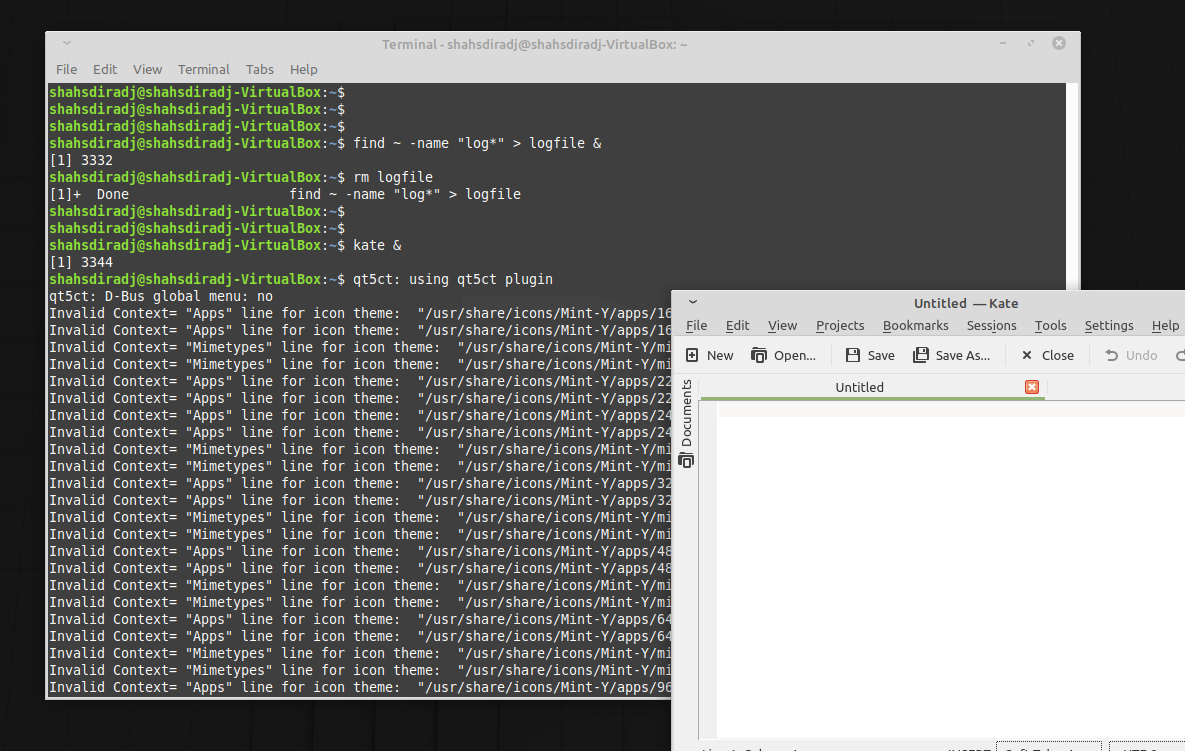 Terminal - shahsdiradj@shahsdiradj-VirtualBox: ~
File Edit View Terminal Tabs Help
shahsdiradj@shahsdiradj-VirtualBox:~$
shahsdiradj@shahsdiradj-VirtualBox:~$
shahsdiradj@shahsdiradj-VirtualBox:~$
shahsdiradj@shahsdiradj-VirtualBox:~$ find ~ -name "log*" > logfile &
[1] 3332
shahsdiradj@shahsdiradj-VirtualBox:~$ rm logfile
[1]+  Done                    find ~ -name "log*" > logfile
shahsdiradj@shahsdiradj-VirtualBox:~$
shahsdiradj@shahsdiradj-VirtualBox:~$
shahsdiradj@shahsdiradj-VirtualBox:~$ kate &
[1] 3344
shahsdiradj@shahsdiradj-VirtualBox:~$ qt5ct: using qt5ct plugin
qt5ct: D-Bus global menu: no
Invalid Context= "Apps" line for icon theme:  "/usr/share/icons/Mint-Y/apps/16
Invalid Context= "Apps" line for icon theme:  "/usr/share/icons/Mint-Y/apps/16
Invalid Context= "Mimetypes" line for icon theme:  "/usr/share/icons/Mint-Y/mi
Invalid Context= "Mimetypes" line for icon theme:  "/usr/share/icons/Mint-Y/mi
Invalid Context= "Apps" line for icon theme:  "/usr/share/icons/Mint-Y/apps/22
Invalid Context= "Apps" line for icon theme:  "/usr/share/icons/Mint-Y/apps/22
Invalid Context= "Apps" line for icon theme:  "/usr/share/icons/Mint-Y/apps/24
Invalid Context= "Apps" line for icon theme:  "/usr/share/icons/Mint-Y/apps/24
Invalid Context= "Mimetypes" line for icon theme:  "/usr/share/icons/Mint-Y/mi
Invalid Context= "Mimetypes" line for icon theme:  "/usr/share/icons/Mint-Y/mi
Invalid Context= "Apps" line for icon theme:  "/usr/share/icons/Mint-Y/apps/32
Invalid Context= "Apps" line for icon theme:  "/usr/share/icons/Mint-Y/apps/32
Invalid Context= "Mimetypes" line for icon theme:  "/usr/share/icons/Mint-Y/mi
Invalid Context= "Mimetypes" line for icon theme:  "/usr/share/icons/Mint-Y/mi
Invalid Context= "Apps" line for icon theme:  "/usr/share/icons/Mint-Y/apps/48
Invalid Context= "Apps" line for icon theme:  "/usr/share/icons/Mint-Y/apps/48
Invalid Context= "Mimetypes" line for icon theme:  "/usr/share/icons/Mint-Y/mi
Invalid Context= "Mimetypes" line for icon theme:  "/usr/share/icons/Mint-Y/mi
Invalid Context= "Apps" line for icon theme:  "/usr/share/icons/Mint-Y/apps/64
Invalid Context= "Apps" line for icon theme:  "/usr/share/icons/Mint-Y/apps/64
Invalid Context= "Mimetypes" line for icon theme:  "/usr/share/icons/Mint-Y/mi
Invalid Context= "Mimetypes" line for icon theme:  "/usr/share/icons/Mint-Y/mi
Invalid Context= "Apps" line for icon theme:  "/usr/share/icons/Mint-Y/apps/96
Untitled — Kate
File Edit View Projects Bookmarks Sessions Tools Settings Help
New Open... Save Save As... Close Undo
Untitled
Documents